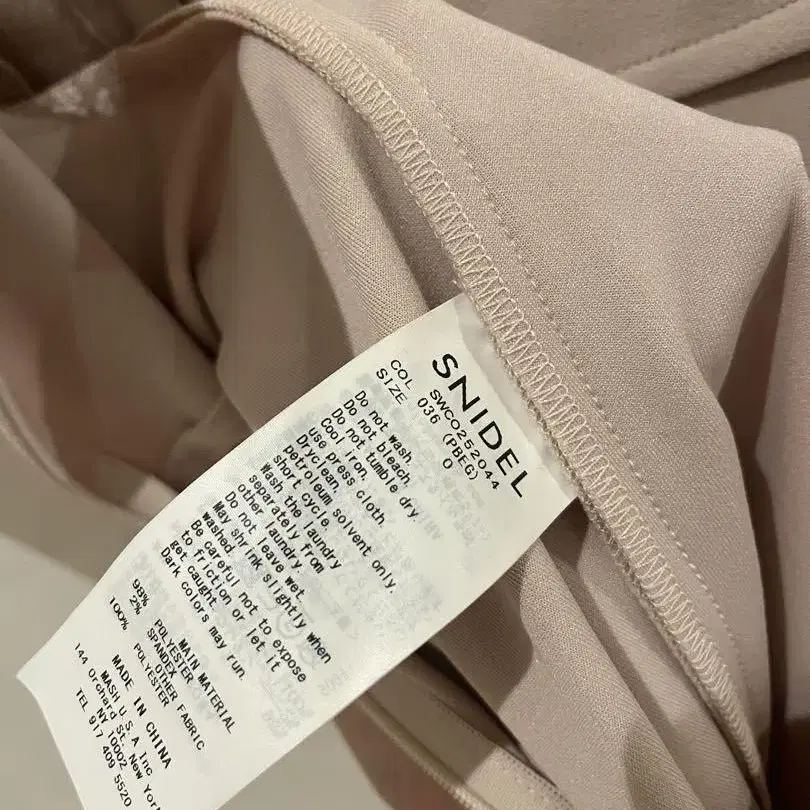 SNIDEL
SWCO252044
COL 036 (PBEG)
SIZE 0
Do not wash.
Do not bleach.
Do not tumble dry.
Cool iron,
use press cloth.
Dryclean,
petroleum solvent only.
short cycle.
Wash the laundry
separately from
other laundry.
Do not leave wet.
May shrink slightly when
washed.
Be careful not to expose
to friction or let it
get caught.
Dark colors may run.
MAIN MATERIAL
98% POLYESTER
2% SPANDEX
OTHER FABRIC
100% POLYESTER
MADE IN CHINA
MASH U.S.A Inc
144 Orchard St. New York
NY 10002
TEL 917 409 5520